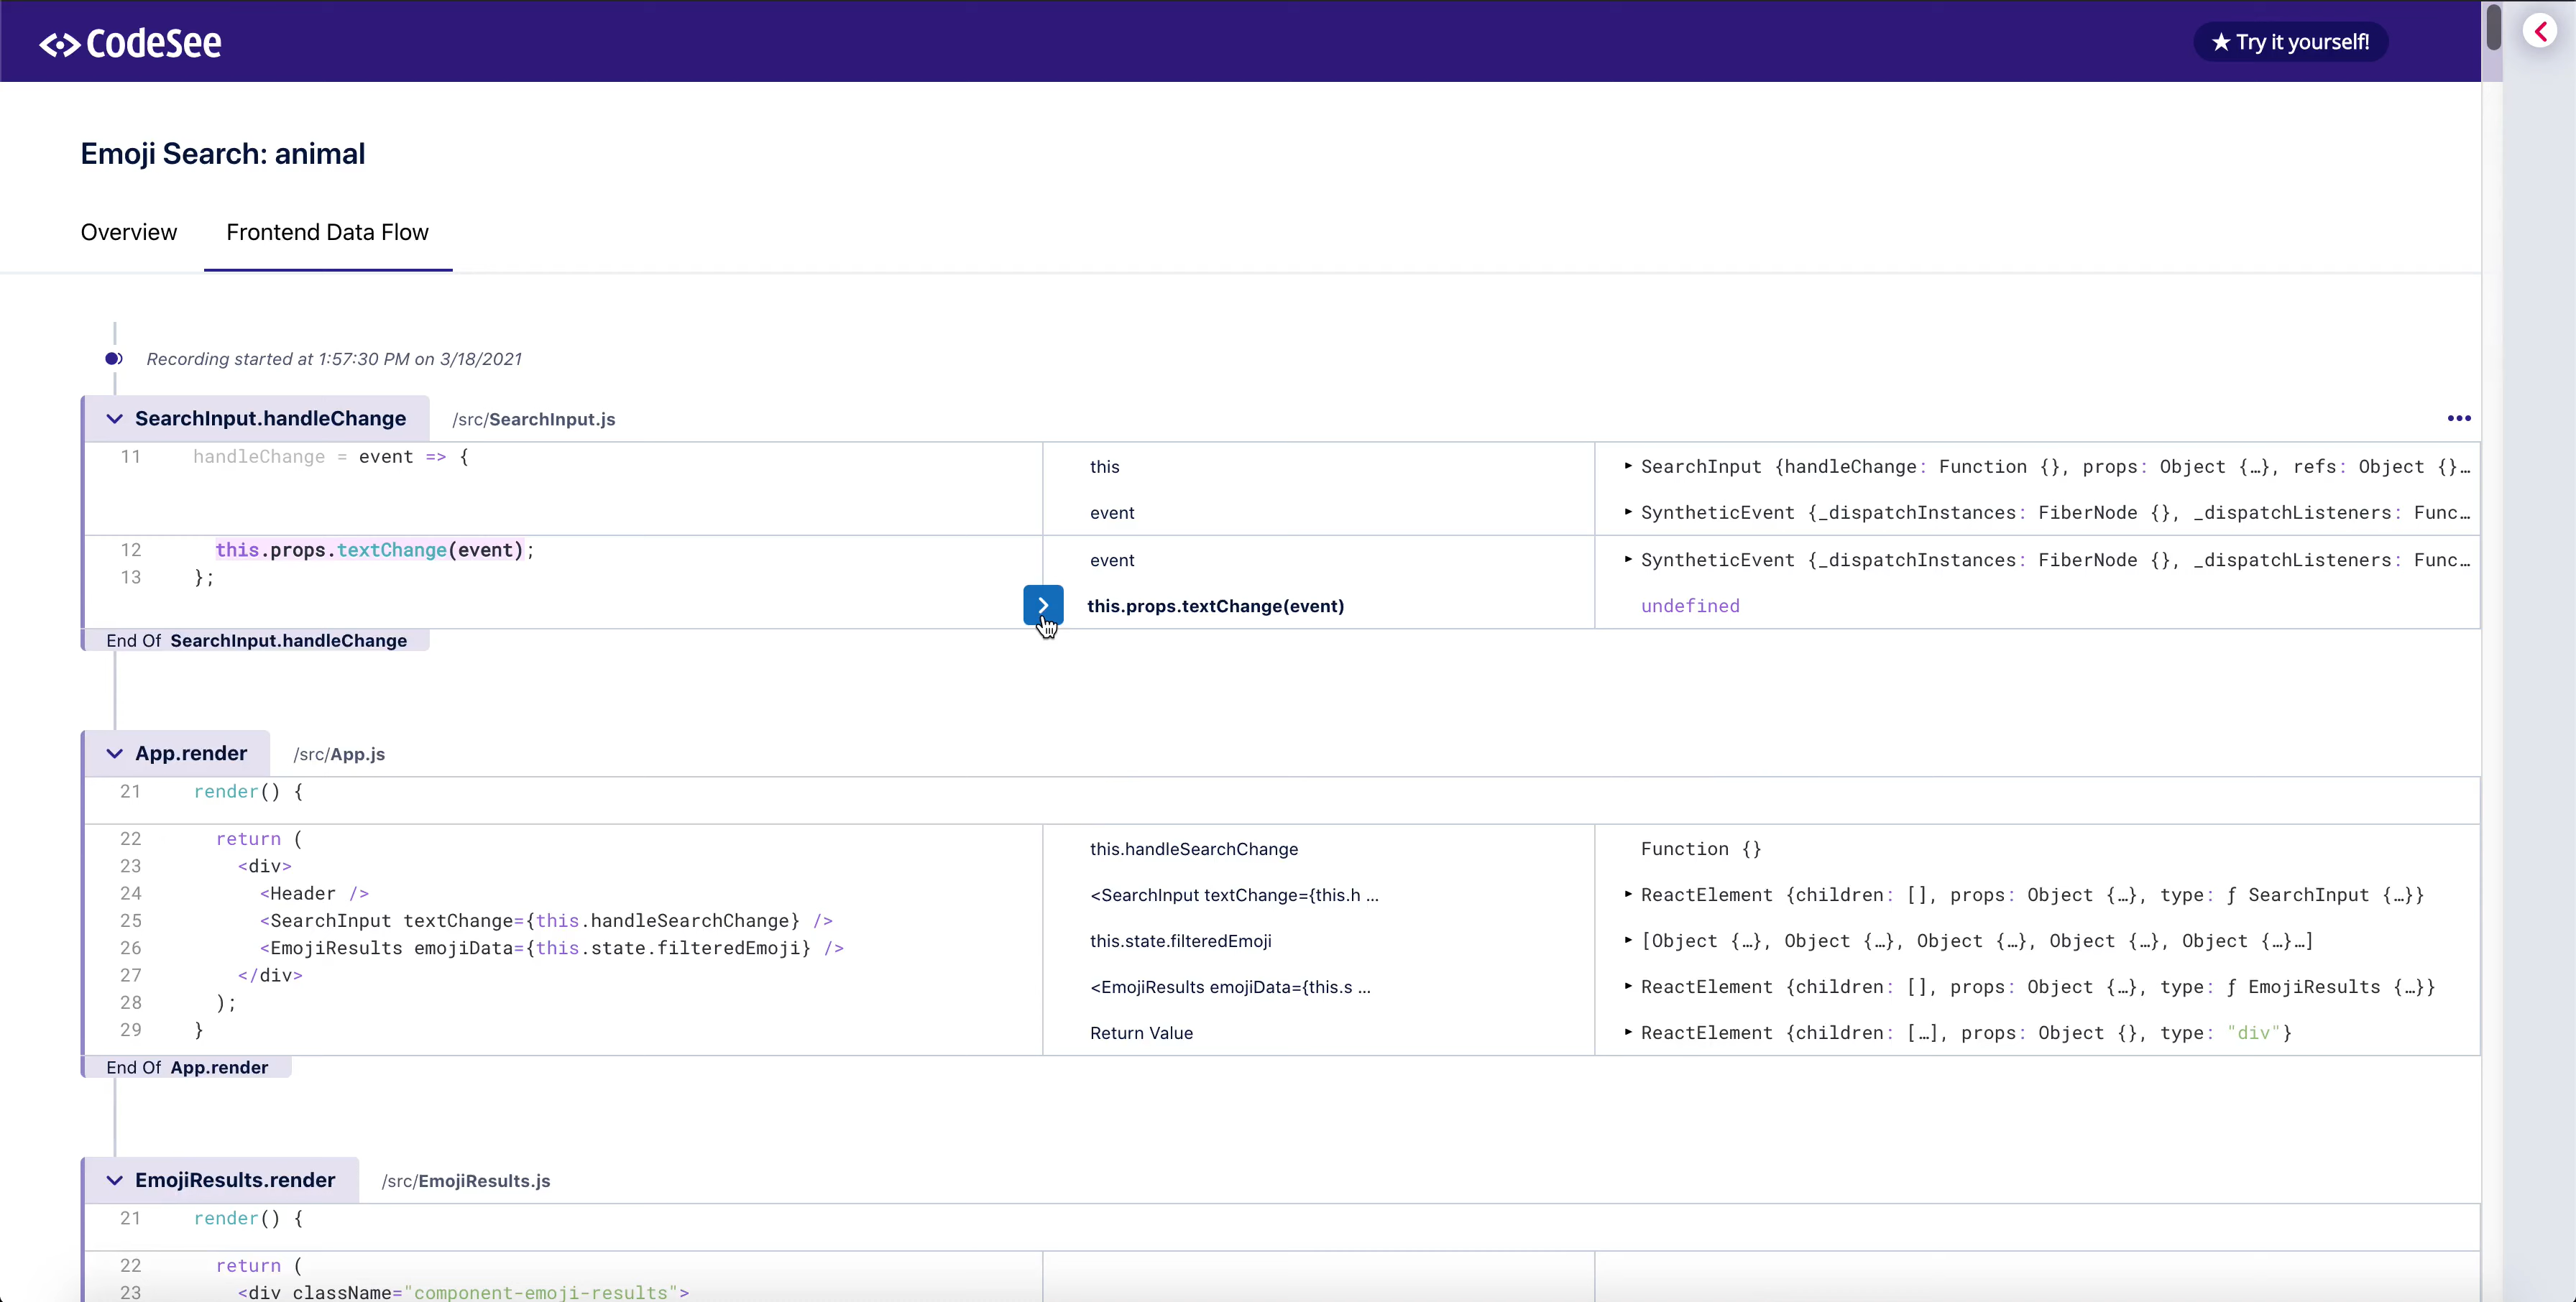 CodeSee
★ Try it yourself!
Emoji Search: animal
Overview Frontend Data Flow
Recording started at 1:57:30 PM on 3/18/2021
SearchInput.handleChange /src/SearchInput.js •••
11 handleChange = event => {
this ▸ SearchInput {handleChange: Function {}, props: Object {…}, refs: Object {}…
event ▸ SyntheticEvent {_dispatchInstances: FiberNode {}, _dispatchListeners: Func…
12 this.props.textChange(event);
event ▸ SyntheticEvent {_dispatchInstances: FiberNode {}, _dispatchListeners: Func…
13 };
this.props.textChange(event) undefined
End Of SearchInput.handleChange
App.render /src/App.js
21 render() {
22 return (
this.handleSearchChange Function {}
23 <div>
24 <Header />
<SearchInput textChange={this.h ... ▸ ReactElement {children: [], props: Object {…}, type: ƒ SearchInput {…}}
25 <SearchInput textChange={this.handleSearchChange} />
this.state.filteredEmoji ▸ [Object {…}, Object {…}, Object {…}, Object {…}, Object {…}…]
26 <EmojiResults emojiData={this.state.filteredEmoji} />
27 </div>
<EmojiResults emojiData={this.s ... ▸ ReactElement {children: [], props: Object {…}, type: ƒ EmojiResults {…}}
28 );
29 }
Return Value ▸ ReactElement {children: […], props: Object {}, type: "div"}
End Of App.render
EmojiResults.render /src/EmojiResults.js
21 render() {
22 return (
23 <div className="component-emoji-results">